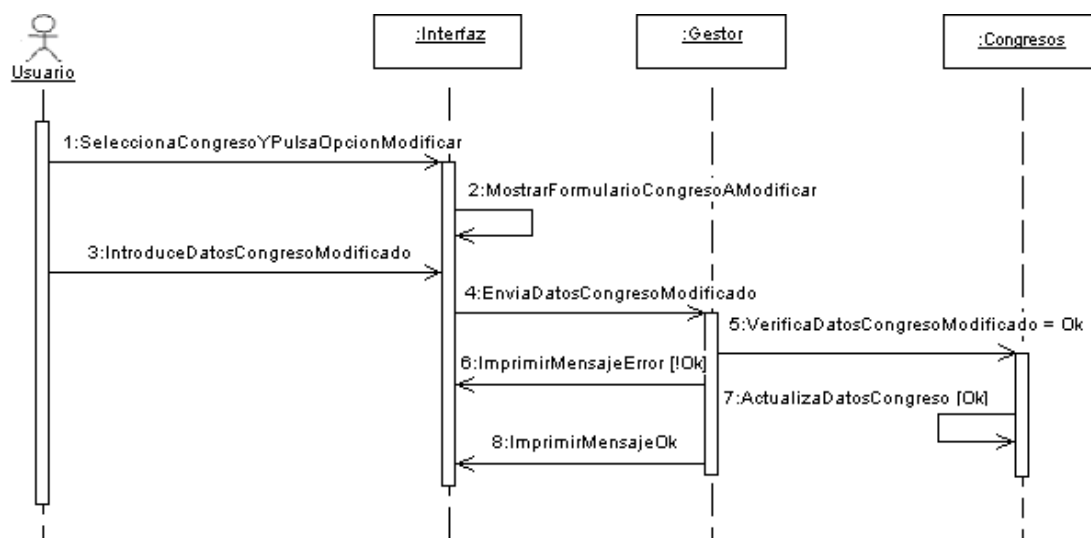 Usuario
:Interfaz
:Gestor
:Congresos
1:SeleccionaCongresoYPulsaOpcionModificar
2:MostrarFormularioCongresoAModificar
3:IntroduceDatosCongresoModificado
4:EnviaDatosCongresoModificado
5:VerificaDatosCongresoModificado = Ok
6:ImprimirMensajeError [!Ok]
7:ActualizaDatosCongreso [Ok]
8:ImprimirMensajeOk